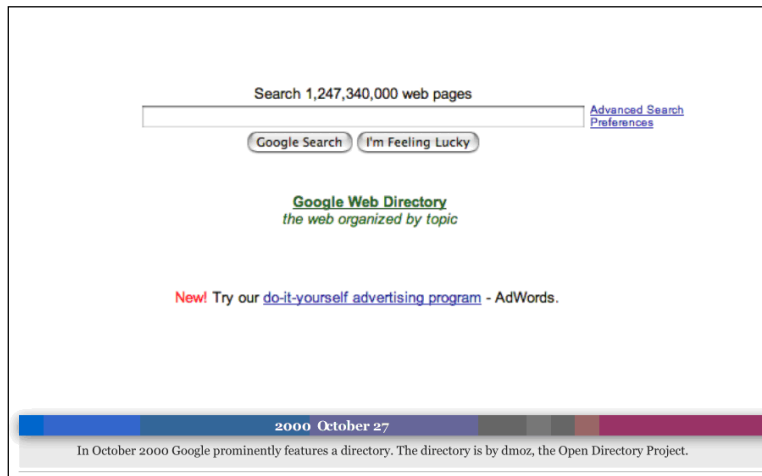 Search 1,247,340,000 web pages
Advanced Search
Preferences
Google Search I'm Feeling Lucky
Google Web Directory
the web organized by topic
New! Try our do-it-yourself advertising program - AdWords.
2000 October 27
In October 2000 Google prominently features a directory. The directory is by dmoz, the Open Directory Project.